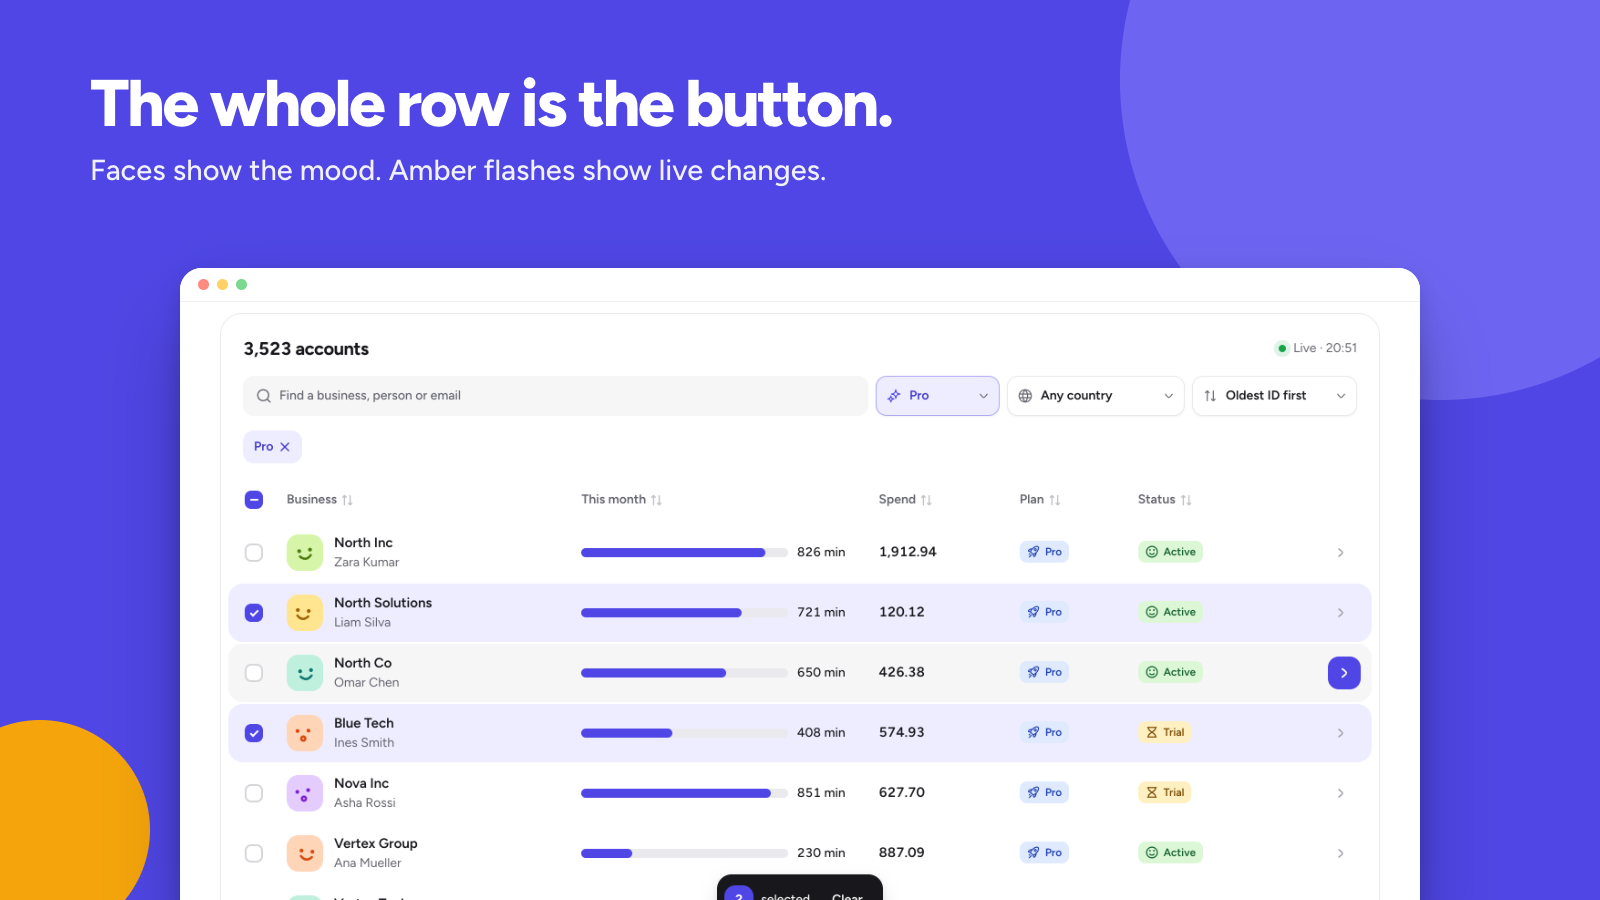 The whole row is the button.
Faces show the mood. Amber flashes show live changes.
3,523 accounts
Live · 20:51
Find a business, person or email
Pro
Any country
Oldest ID first
Pro
Business
This month
Spend
Plan
Status
North Inc
Zara Kumar
826 min
1,912.94
Pro
Active
North Solutions
Liam Silva
721 min
120.12
Pro
Active
North Co
Omar Chen
650 min
426.38
Pro
Active
Blue Tech
Ines Smith
408 min
574.93
Pro
Trial
Nova Inc
Asha Rossi
851 min
627.70
Pro
Trial
Vertex Group
Ana Mueller
230 min
887.09
Pro
Active
2 selected Clear